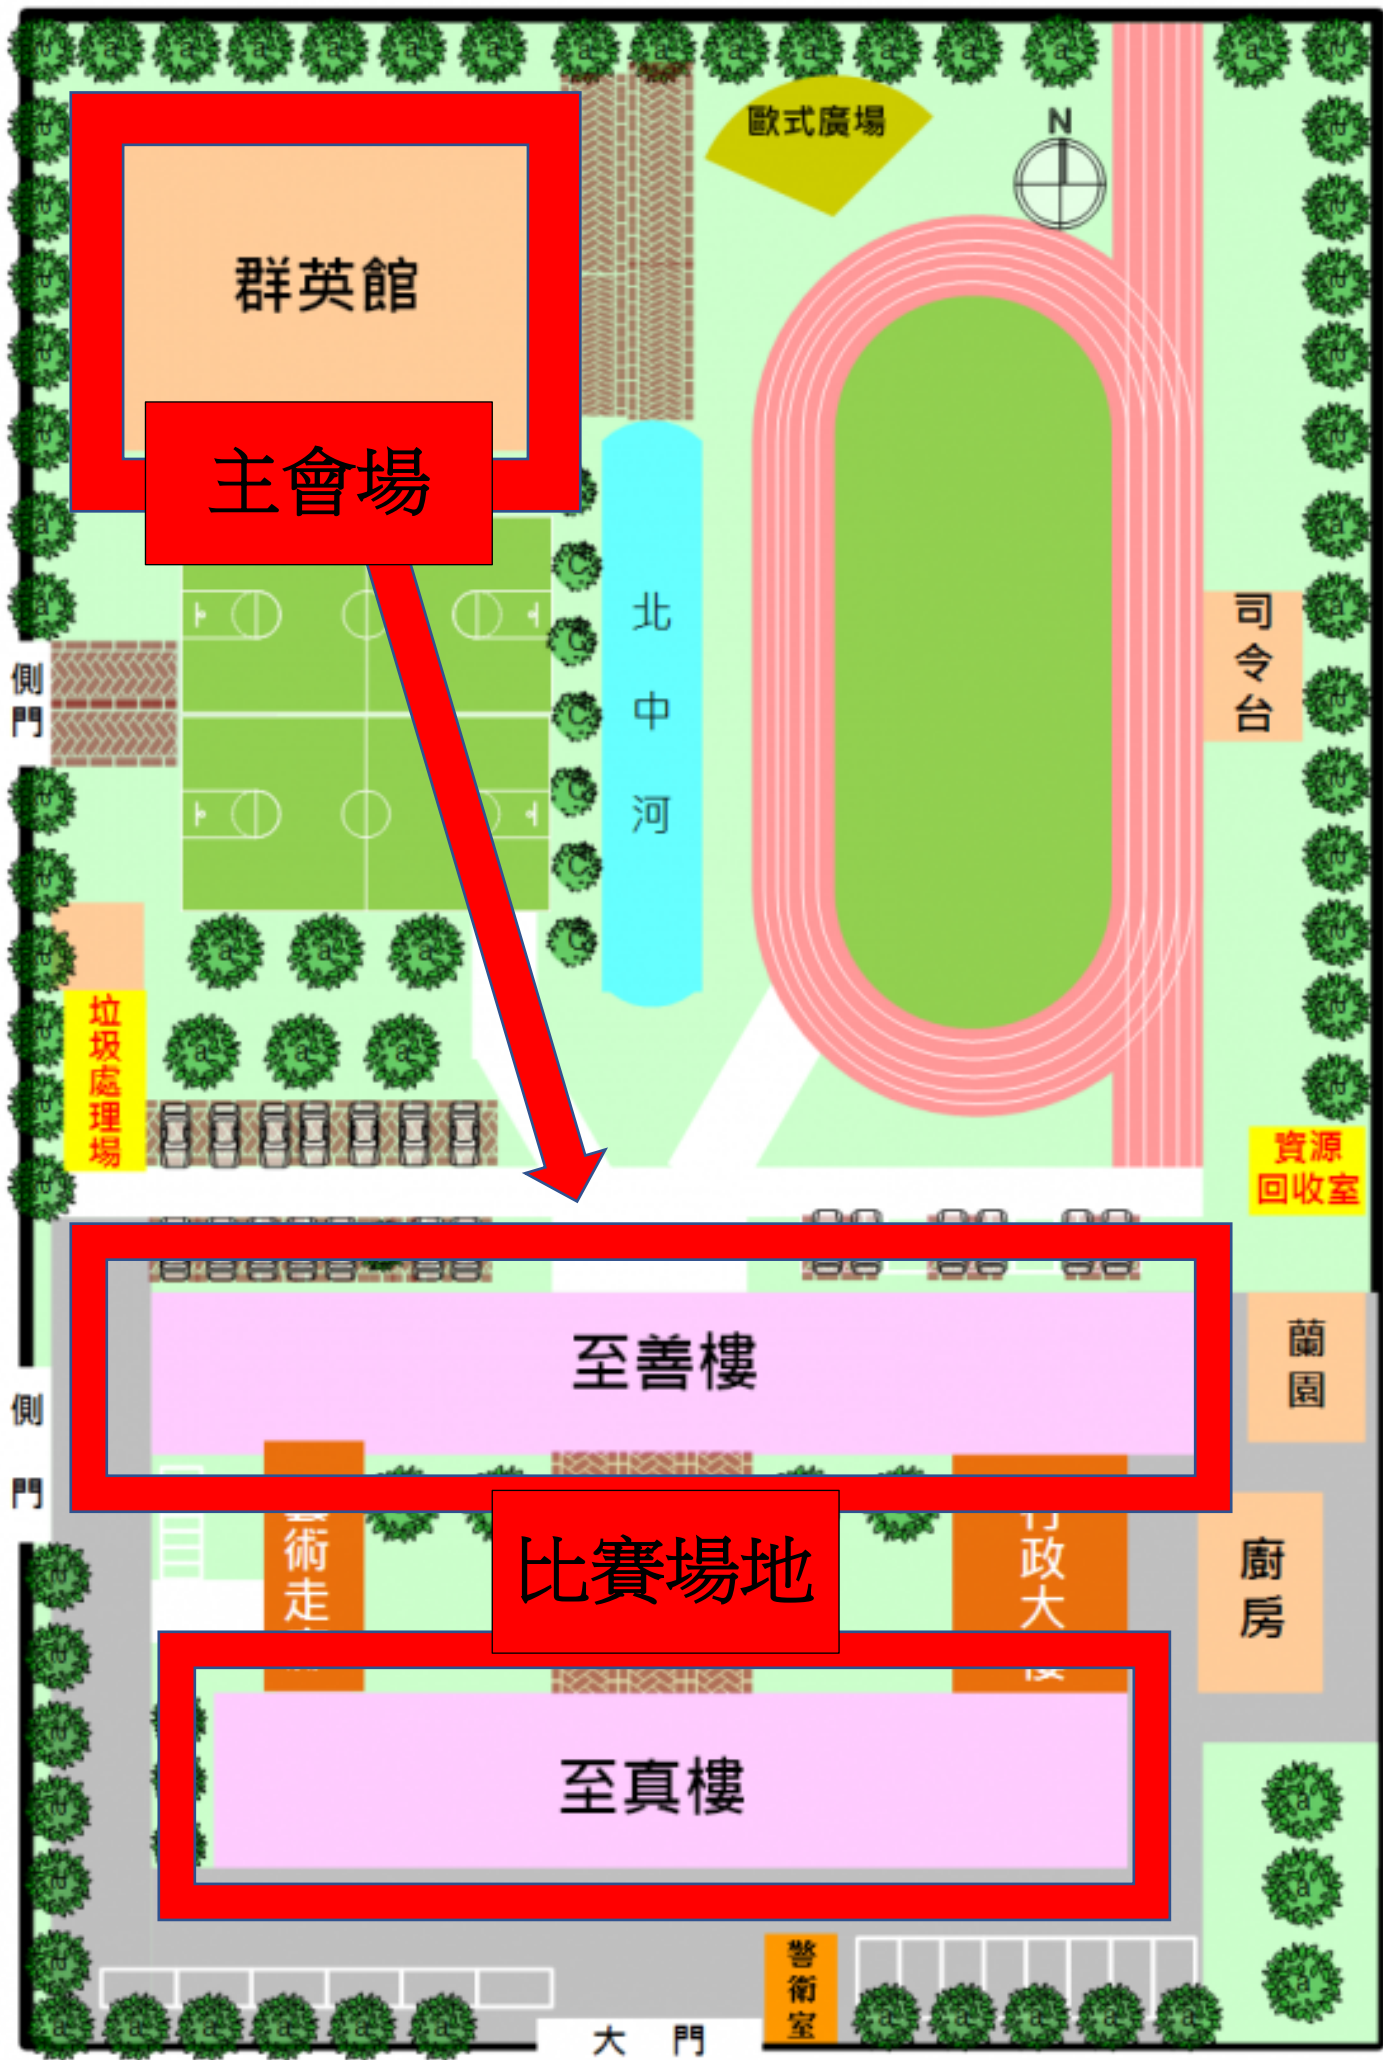 歐式廣場
N
群英館
主會場
北中河
司令台
側門
垃圾處理場
資源
回收室
至善樓
蘭園
側門
術走
政大
比賽場地
廚房
至真樓
警衛室
大門